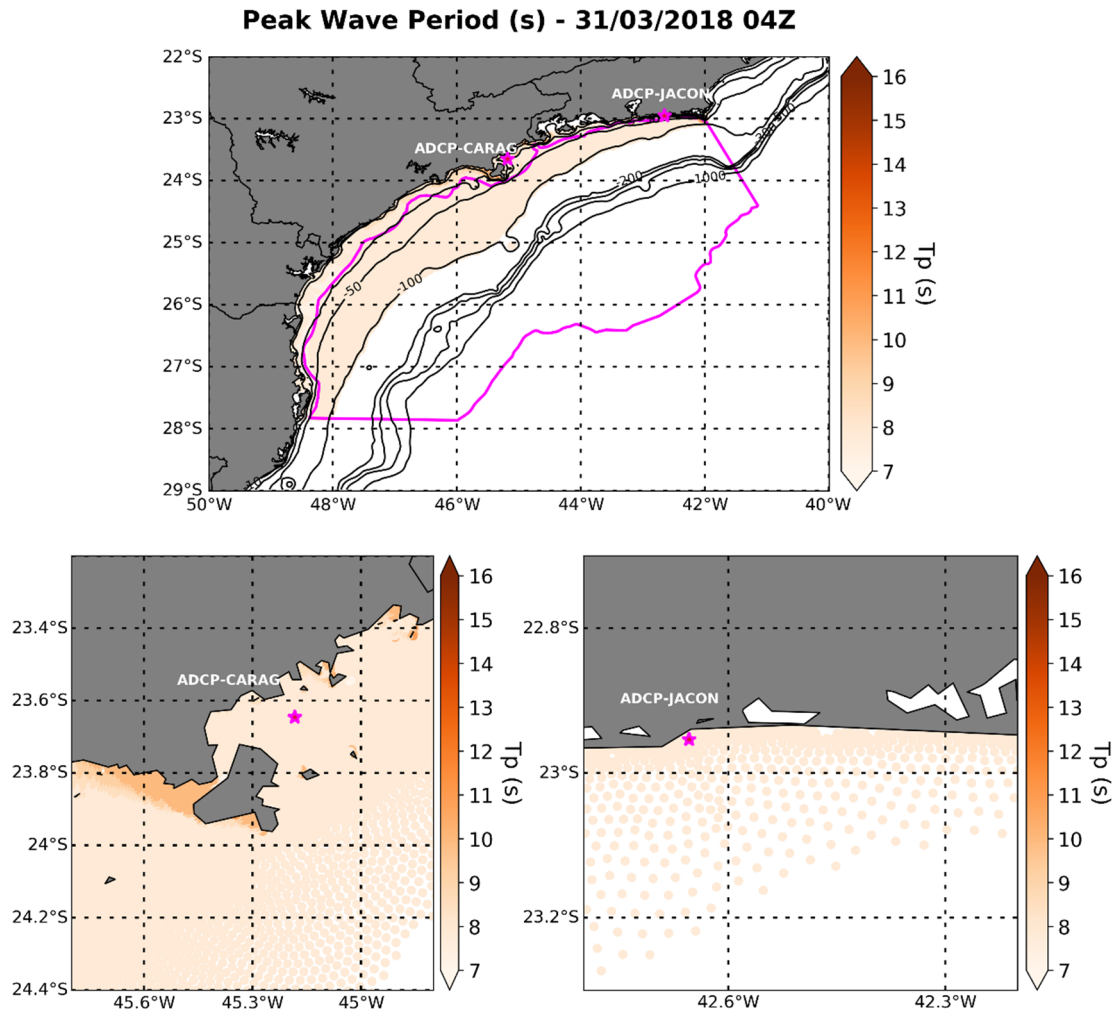 Peak Wave Period (s) - 31/03/2018 04Z
22°S
23°S
24°S
25°S
26°S
27°S
28°S
29°S
50°W 48°W 46°W 44°W 42°W 40°W
ADCP-JACON
ADCP-CARAG
-200
-1000
-50
-100
16
15
14
13
12
11
10
9
8
7
Tp (s)
23.4°S
23.6°S
23.8°S
24°S
24.2°S
24.4°S
45.6°W 45.3°W 45°W
ADCP-CARAG
16
15
14
13
12
11
10
9
8
7
Tp (s)
22.8°S
23°S
23.2°S
42.6°W 42.3°W
ADCP-JACON
16
15
14
13
12
11
10
9
8
7
Tp (s)